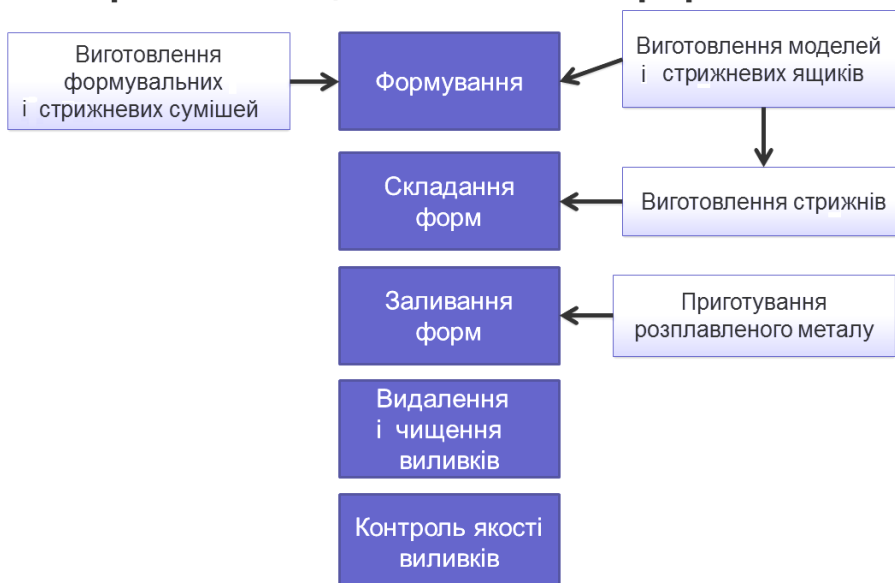 Виготовлення
формувальних
і стрижневих сумішей
Формування
Виготовлення моделей
і стрижневих ящиків
Складання
форм
Виготовлення стрижнів
Заливання
форм
Приготування
розплавленого металу
Видалення
і чищення
виливків
Контроль якості
виливків